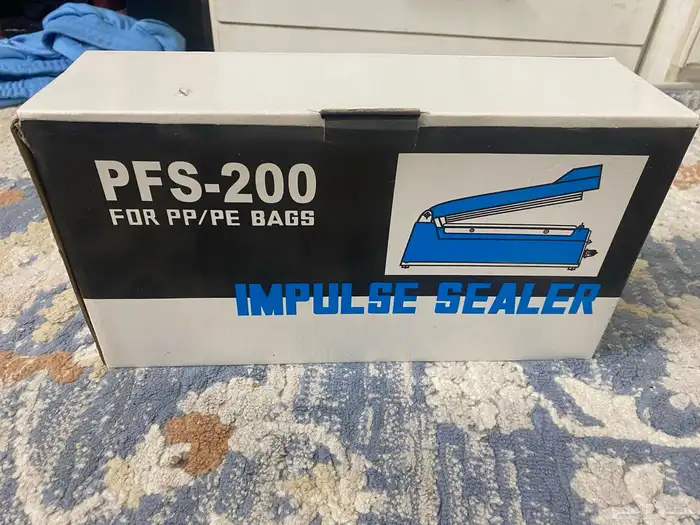 PFS-200
FOR PP/PE BAGS
IMPULSE SEALER